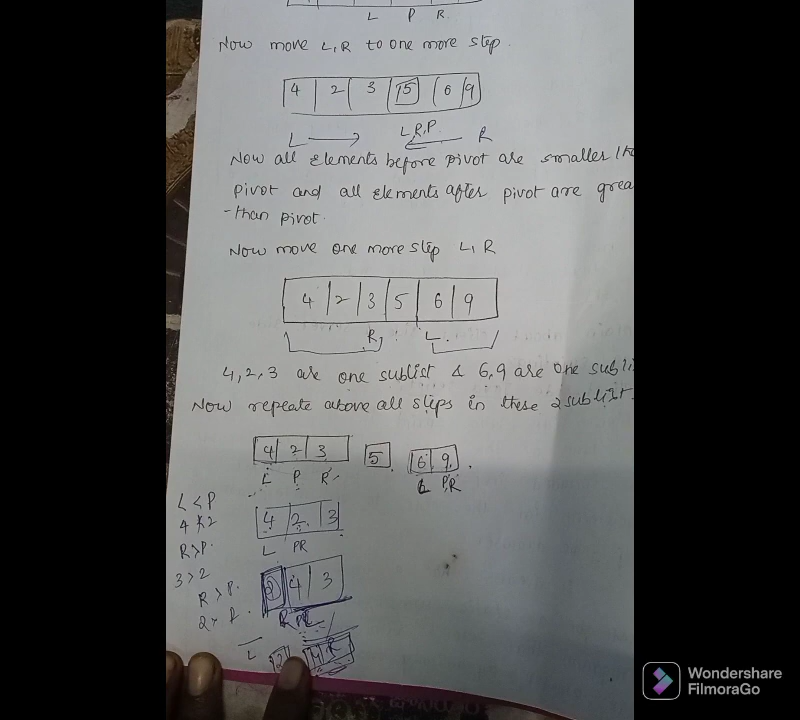 L P R
Now move L, R to one more step.
4 2 3 5 6 9
L L, R, P R
Now all Elements before pivot are smaller
pivot and all Elements after pivot are grea
-than pivot.
Now move one more step L, R
4 2 3 5 6 9
R L
4, 2, 3 are one sublist & 6, 9 are one subli
Now repeate above all steps in these 2 sublist.
4 2 3 5 6 9
L P R L PR
L < P
4 2 3
4 < 2
L PR
R > P.
3 > 2
2 4 3
R > P.
L
2
Wondershare
FilmoraGo